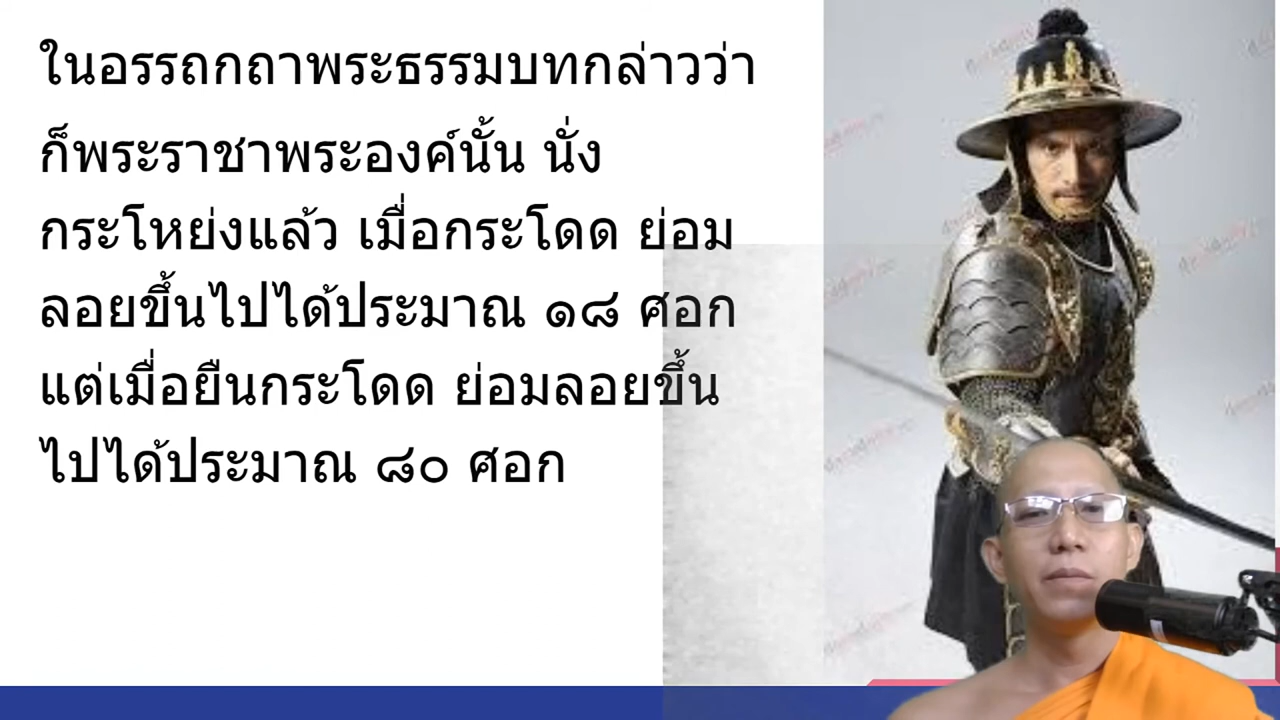 ในอรรถกถาพระธรรมบทกล่าวว่า
ก็พระราชาพระองค์นั้น นั่ง
กระโหย่งแล้ว เมื่อกระโดด ย่อม
ลอยขึ้นไปได้ประมาณ ๑๘ ศอก
แต่เมื่อยืนกระโดด ย่อมลอยขึ้น
ไปได้ประมาณ ๘๐ ศอก